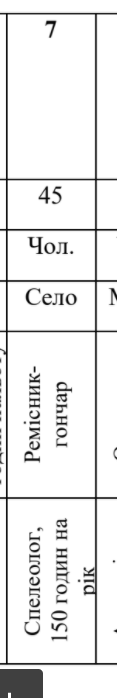 7
45
Чол.
Село
Ремісник-
гончар
Спелеолог,
150 годин на
рік